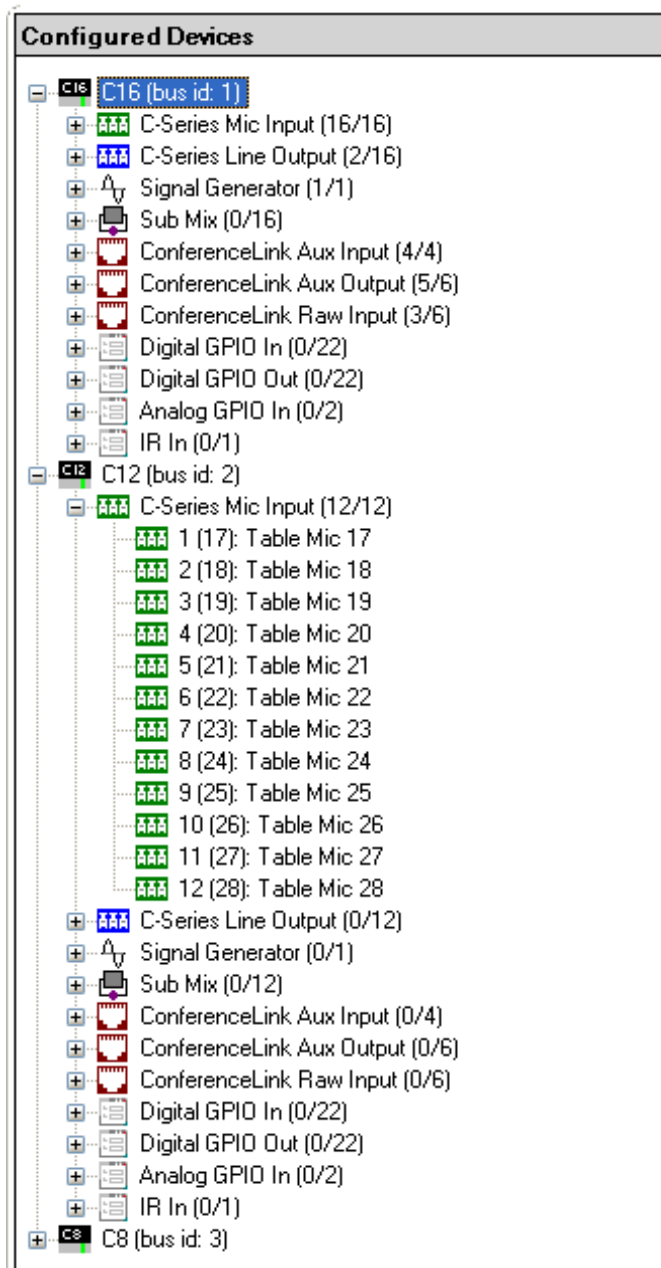 Configured Devices
C16 C16 (bus id: 1)
C-Series Mic Input (16/16)
C-Series Line Output (2/16)
Signal Generator (1/1)
Sub Mix (0/16)
ConferenceLink Aux Input (4/4)
ConferenceLink Aux Output (5/6)
ConferenceLink Raw Input (3/6)
Digital GPIO In (0/22)
Digital GPIO Out (0/22)
Analog GPIO In (0/2)
IR In (0/1)
C12 C12 (bus id: 2)
C-Series Mic Input (12/12)
1 (17): Table Mic 17
2 (18): Table Mic 18
3 (19): Table Mic 19
4 (20): Table Mic 20
5 (21): Table Mic 21
6 (22): Table Mic 22
7 (23): Table Mic 23
8 (24): Table Mic 24
9 (25): Table Mic 25
10 (26): Table Mic 26
11 (27): Table Mic 27
12 (28): Table Mic 28
C-Series Line Output (0/12)
Signal Generator (0/1)
Sub Mix (0/12)
ConferenceLink Aux Input (0/4)
ConferenceLink Aux Output (0/6)
ConferenceLink Raw Input (0/6)
Digital GPIO In (0/22)
Digital GPIO Out (0/22)
Analog GPIO In (0/2)
IR In (0/1)
C8 C8 (bus id: 3)